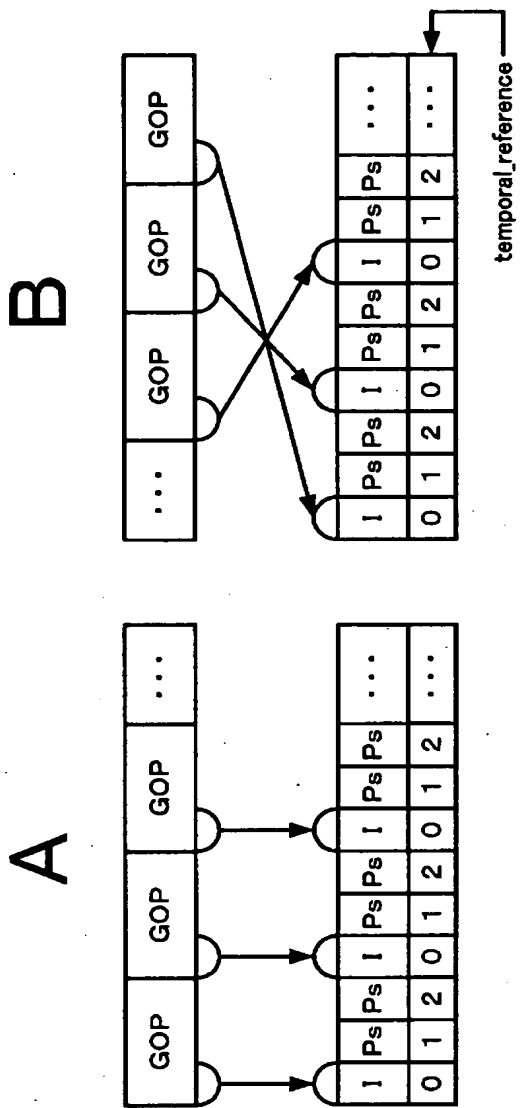 A
GOP GOP GOP ...
I Ps Ps I Ps Ps I Ps Ps ...
0 1 2 0 1 2 0 1 2 ...
B
... GOP GOP GOP
I Ps Ps I Ps Ps I Ps Ps ...
0 1 2 0 1 2 0 1 2 ...
temporal_reference